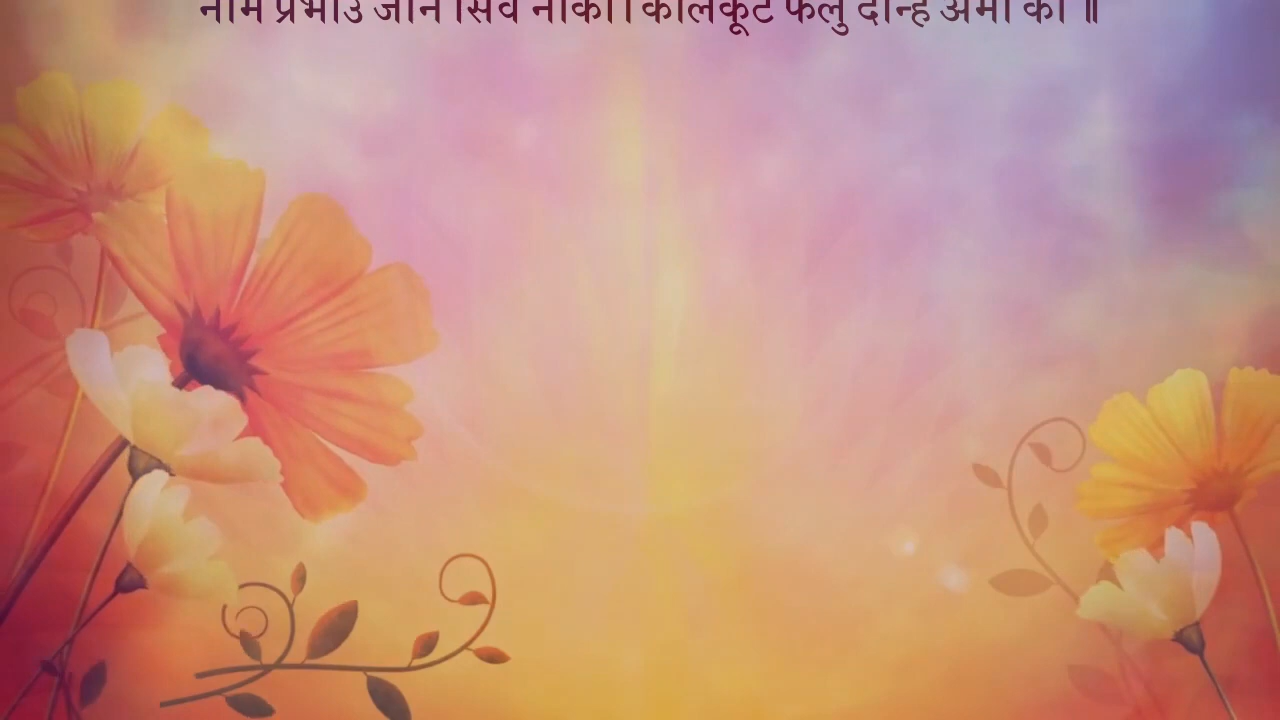 नाम प्रभाउ जान सिव नीको। कालकूट फलु दीन्ह अमी को॥